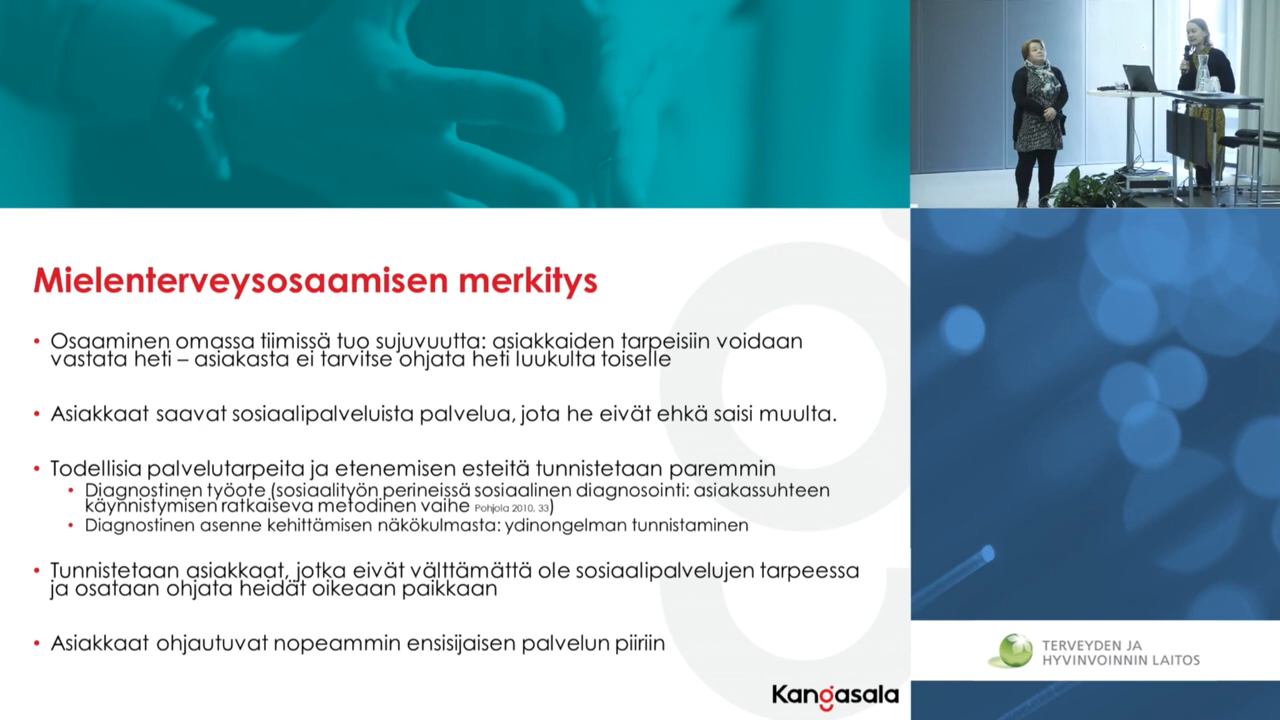 Mielenterveysosaamisen merkitys
• Osaaminen omassa tiimissä tuo sujuvuutta: asiakkaiden tarpeisiin voidaan
vastata heti – asiakasta ei tarvitse ohjata heti luukulta toiselle
• Asiakkaat saavat sosiaalipalveluista palvelua, jota he eivät ehkä saisi muulta.
• Todellisia palvelutarpeita ja etenemisen esteitä tunnistetaan paremmin
• Diagnostinen työote (sosiaalityön perineissä sosiaalinen diagnosointi: asiakassuhteen
käynnistymisen ratkaiseva metodinen vaihe Pohjola 2010, 33)
• Diagnostinen asenne kehittämisen näkökulmasta: ydinongelman tunnistaminen
• Tunnistetaan asiakkaat, jotka eivät välttämättä ole sosiaalipalvelujen tarpeessa
ja osataan ohjata heidät oikeaan paikkaan
• Asiakkaat ohjautuvat nopeammin ensisijaisen palvelun piiriin
Kangasala
TERVEYDEN JA
HYVINVOINNIN LAITOS